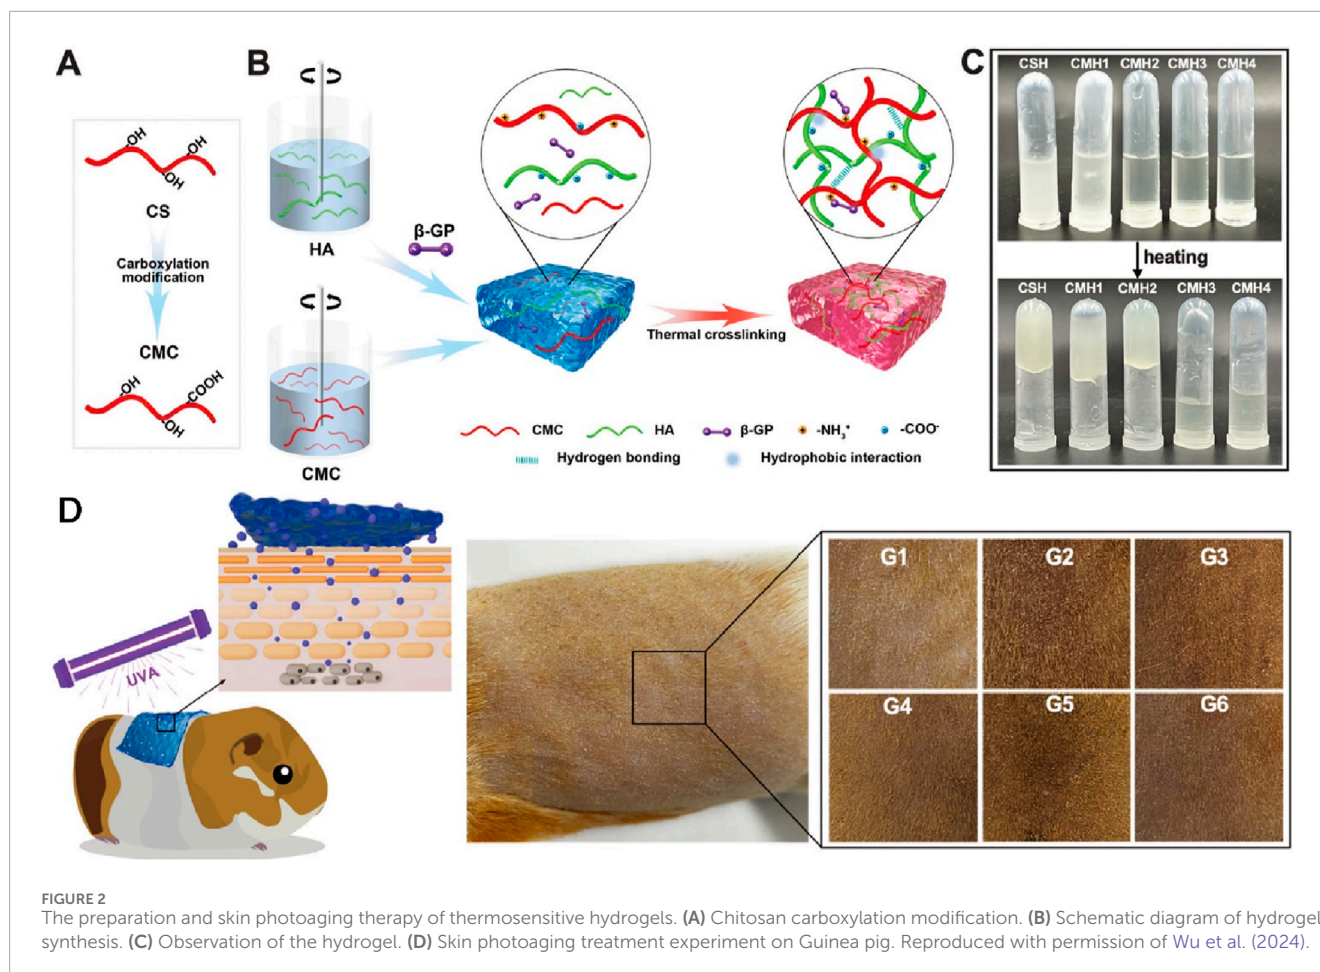 A
-OH
-OH
-OH
CS
Carboxylation
modification
CMC
-OH
-COOH
-OH
B
HA
β-GP
CMC
Thermal crosslinking
CMC
HA
β-GP
-NH₃⁺
-COO⁻
Hydrogen bonding
Hydrophobic interaction
C
CSH CMH1 CMH2 CMH3 CMH4
heating
CSH CMH1 CMH2 CMH3 CMH4
D
UVA
G1 G2 G3
G4 G5 G6
FIGURE 2
The preparation and skin photoaging therapy of thermosensitive hydrogels. (A) Chitosan carboxylation modification. (B) Schematic diagram of hydrogel
synthesis. (C) Observation of the hydrogel. (D) Skin photoaging treatment experiment on Guinea pig. Reproduced with permission of Wu et al. (2024).